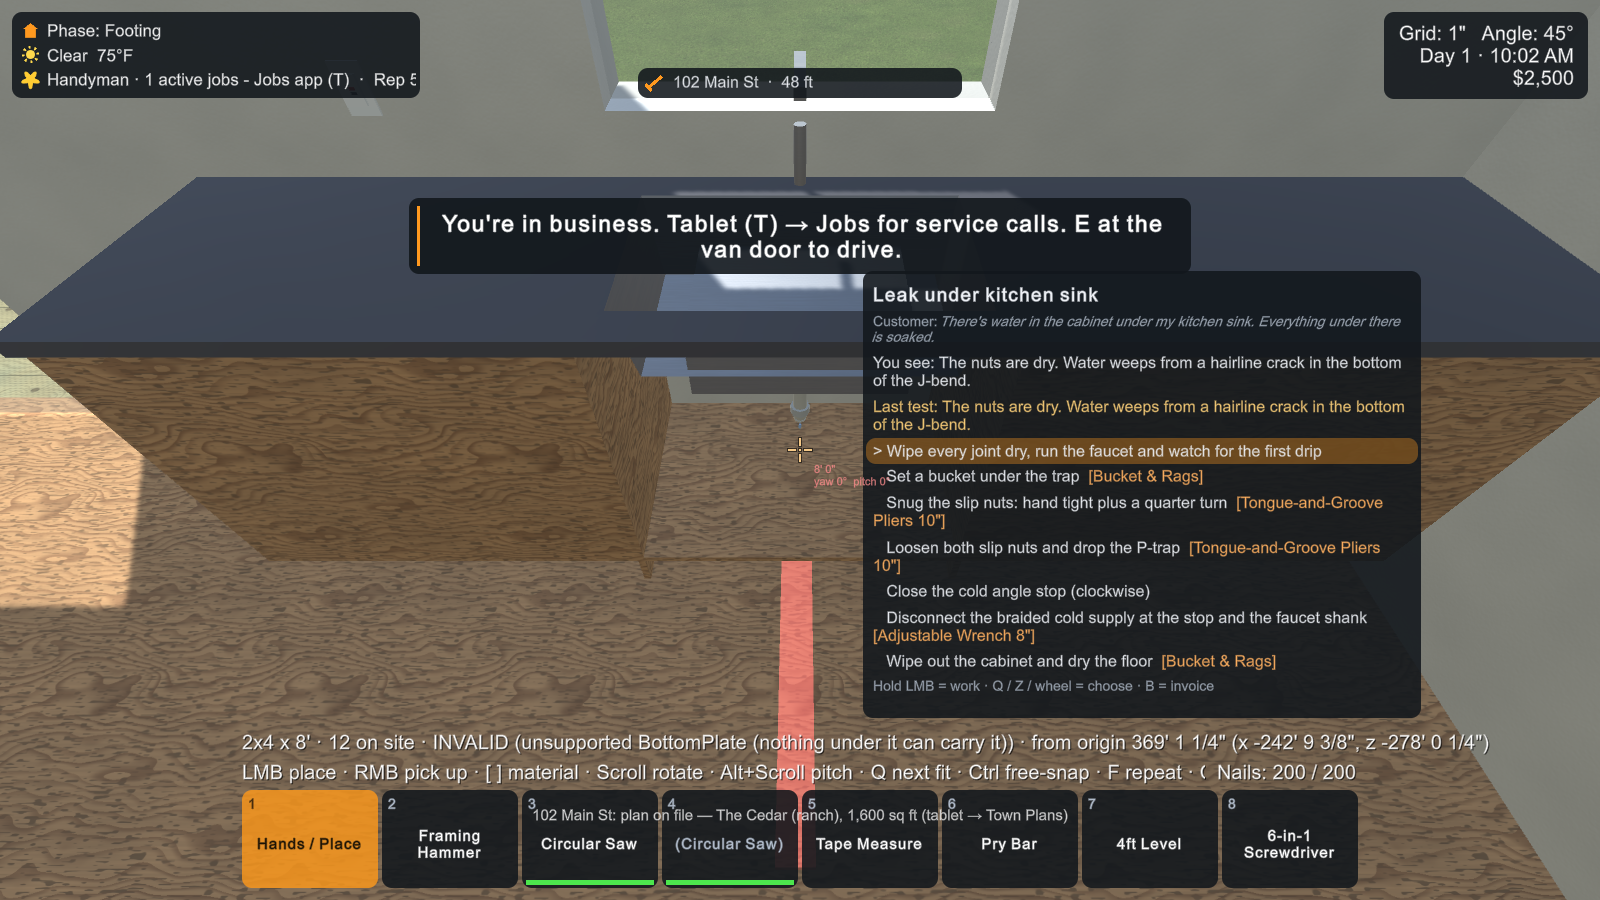 Phase: Footing
Clear 75°F
Handyman · 1 active jobs - Jobs app (T) · Rep 5
102 Main St · 48 ft
Grid: 1" Angle: 45°
Day 1 · 10:02 AM
$2,500
You're in business. Tablet (T) → Jobs for service calls. E at the
van door to drive.
Leak under kitchen sink
Customer: There's water in the cabinet under my kitchen sink. Everything under there
is soaked.
You see: The nuts are dry. Water weeps from a hairline crack in the bottom
of the J-bend.
Last test: The nuts are dry. Water weeps from a hairline crack in the bottom
of the J-bend.
> Wipe every joint dry, run the faucet and watch for the first drip
Set a bucket under the trap [Bucket & Rags]
Snug the slip nuts: hand tight plus a quarter turn [Tongue-and-Groove
Pliers 10"]
Loosen both slip nuts and drop the P-trap [Tongue-and-Groove Pliers
10"]
Close the cold angle stop (clockwise)
Disconnect the braided cold supply at the stop and the faucet shank
[Adjustable Wrench 8"]
Wipe out the cabinet and dry the floor [Bucket & Rags]
Hold LMB = work · Q / Z / wheel = choose · B = invoice
8' 0"
yaw 0° pitch 0°
2x4 x 8' · 12 on site · INVALID (unsupported BottomPlate (nothing under it can carry it)) · from origin 369' 1 1/4" (x -242' 9 3/8", z -278' 0 1/4")
LMB place · RMB pick up · [ ] material · Scroll rotate · Alt+Scroll pitch · Q next fit · Ctrl free-snap · F repeat · ( Nails: 200 / 200
102 Main St: plan on file — The Cedar (ranch), 1,600 sq ft (tablet → Town Plans)
1
Hands / Place
2
Framing
Hammer
3
Circular Saw
4
(Circular Saw)
5
Tape Measure
6
Pry Bar
7
4ft Level
8
6-in-1
Screwdriver